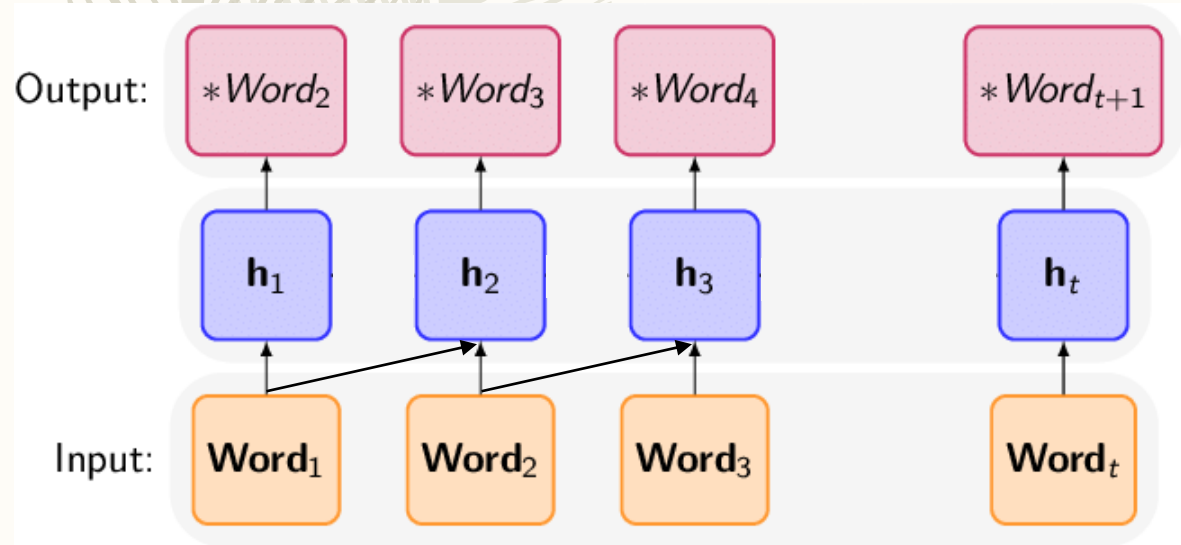 Output: *Word₂ *Word₃ *Word₄ *Wordₜ₊₁
h₁ h₂ h₃ hₜ
Input: Word₁ Word₂ Word₃ Wordₜ